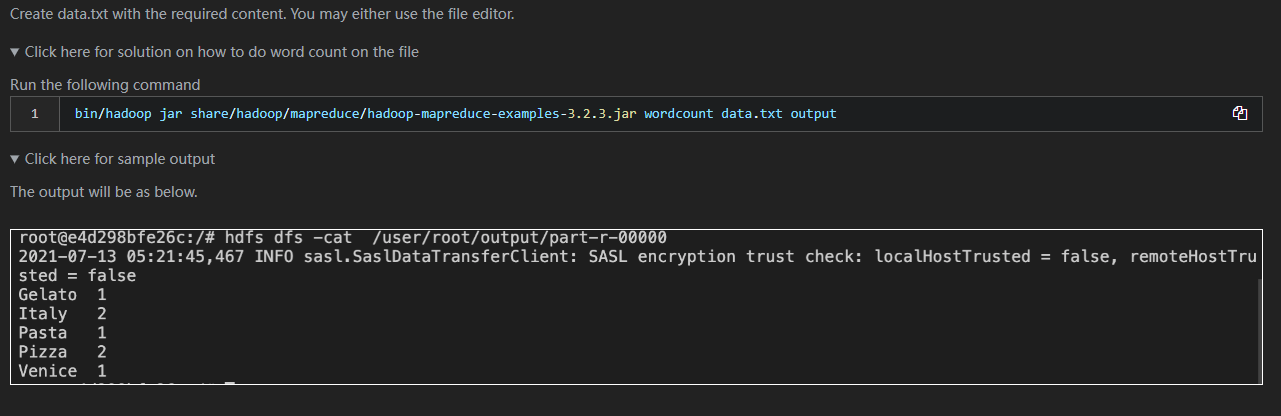 Create data.txt with the required content. You may either use the file editor.
▼ Click here for solution on how to do word count on the file
Run the following command
1 bin/hadoop jar share/hadoop/mapreduce/hadoop-mapreduce-examples-3.2.3.jar wordcount data.txt output
▼ Click here for sample output
The output will be as below.
root@e4d298bfe26c:/# hdfs dfs -cat  /user/root/output/part-r-00000
2021-07-13 05:21:45,467 INFO sasl.SaslDataTransferClient: SASL encryption trust check: localHostTrusted = false, remoteHostTru
sted = false
Gelato  1
Italy   2
Pasta   1
Pizza   2
Venice  1